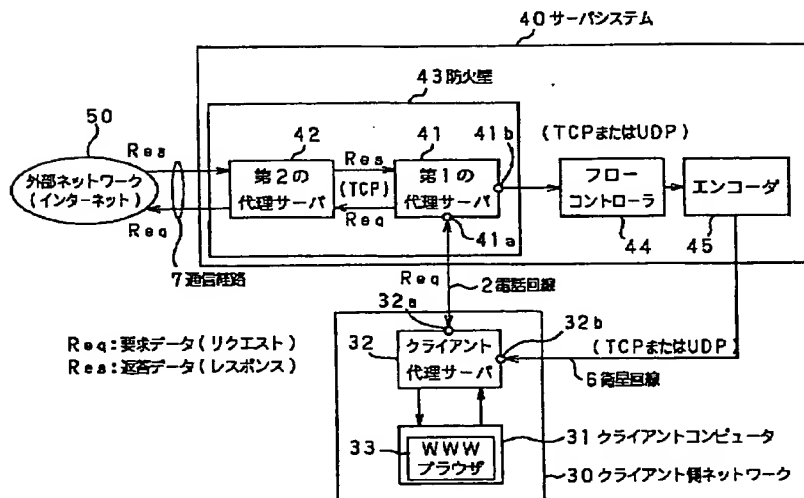 40 サーバシステム
43 防火壁
50
42
41
41b
(TCPまたはUDP)
Res
Res
外部ネットワーク
(インターネット)
第2の
代理サーバ
(TCP)
第1の
代理サーバ
フロー
コントローラ
エンコーダ
Req
Req
41a
44
45
7 通信経路
Req
2 電話回線
32a
32
32b
Req:要求データ(リクエスト)
Res:返答データ(レスポンス)
クライアント
代理サーバ
(TCPまたはUDP)
6 衛星回線
33
WWW
ブラウザ
31 クライアントコンピュータ
30 クライアント側ネットワーク